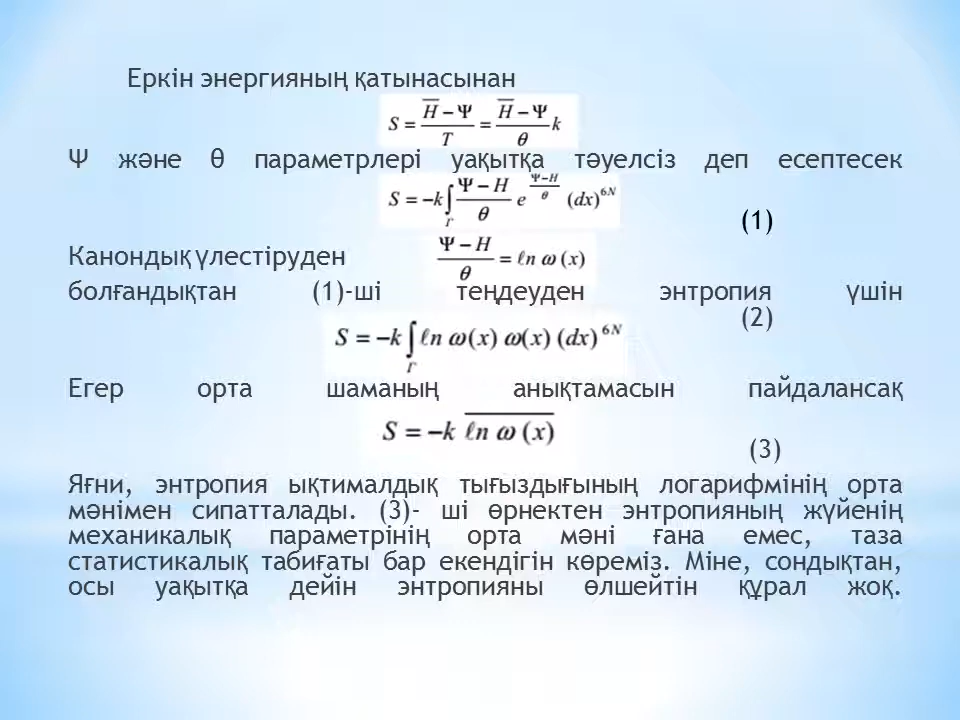 Еркін энергияның қатынасынан
S = (H̅ − Ψ)/T = (H̅ − Ψ)/θ k
Ψ және θ параметрлері уақытқа тәуелсіз деп есептесек
S = −k ∫_Γ (Ψ − H)/θ e^((Ψ−H)/θ) (dx)^6N
(1)
Канондық үлестіруден (Ψ − H)/θ = ℓn ω (x)
болғандықтан (1)-ші теңдеуден энтропия үшін
(2)
S = −k ∫_Γ ℓn ω(x) ω(x) (dx)^6N
Егер орта шаманың анықтамасын пайдалансақ
S = −k \overline{ℓn ω (x)}
(3)
Яғни, энтропия ықтималдық тығыздығының логарифмінің орта
мәнімен сипатталады. (3)- ші өрнектен энтропияның жүйенің
механикалық параметрінің орта мәні ғана емес, таза
статистикалық табиғаты бар екендігін көреміз. Міне, сондықтан,
осы уақытқа дейін энтропияны өлшейтін құрал жоқ.